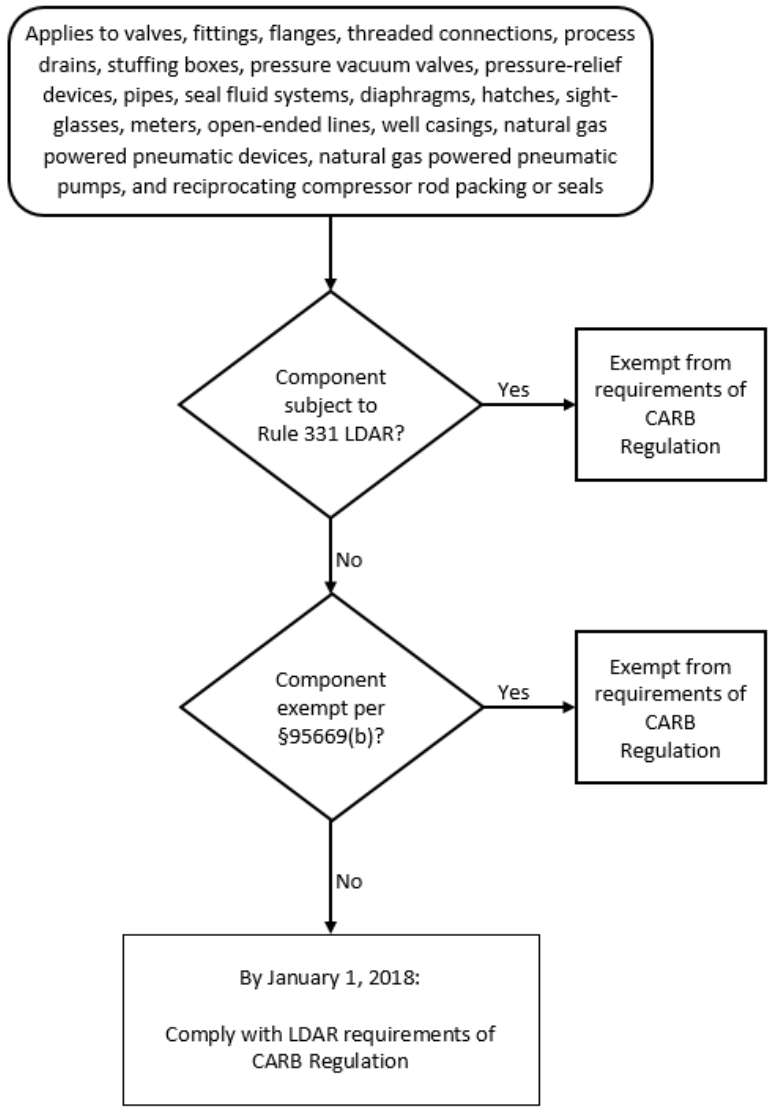 Applies to valves, fittings, flanges, threaded connections, process
drains, stuffing boxes, pressure vacuum valves, pressure-relief
devices, pipes, seal fluid systems, diaphragms, hatches, sight-
glasses, meters, open-ended lines, well casings, natural gas
powered pneumatic devices, natural gas powered pneumatic
pumps, and reciprocating compressor rod packing or seals
Component
subject to
Rule 331 LDAR?
Yes
Exempt from
requirements of
CARB
Regulation
No
Component
exempt per
§95669(b)?
Yes
Exempt from
requirements of
CARB
Regulation
No
By January 1, 2018:
Comply with LDAR requirements of
CARB Regulation